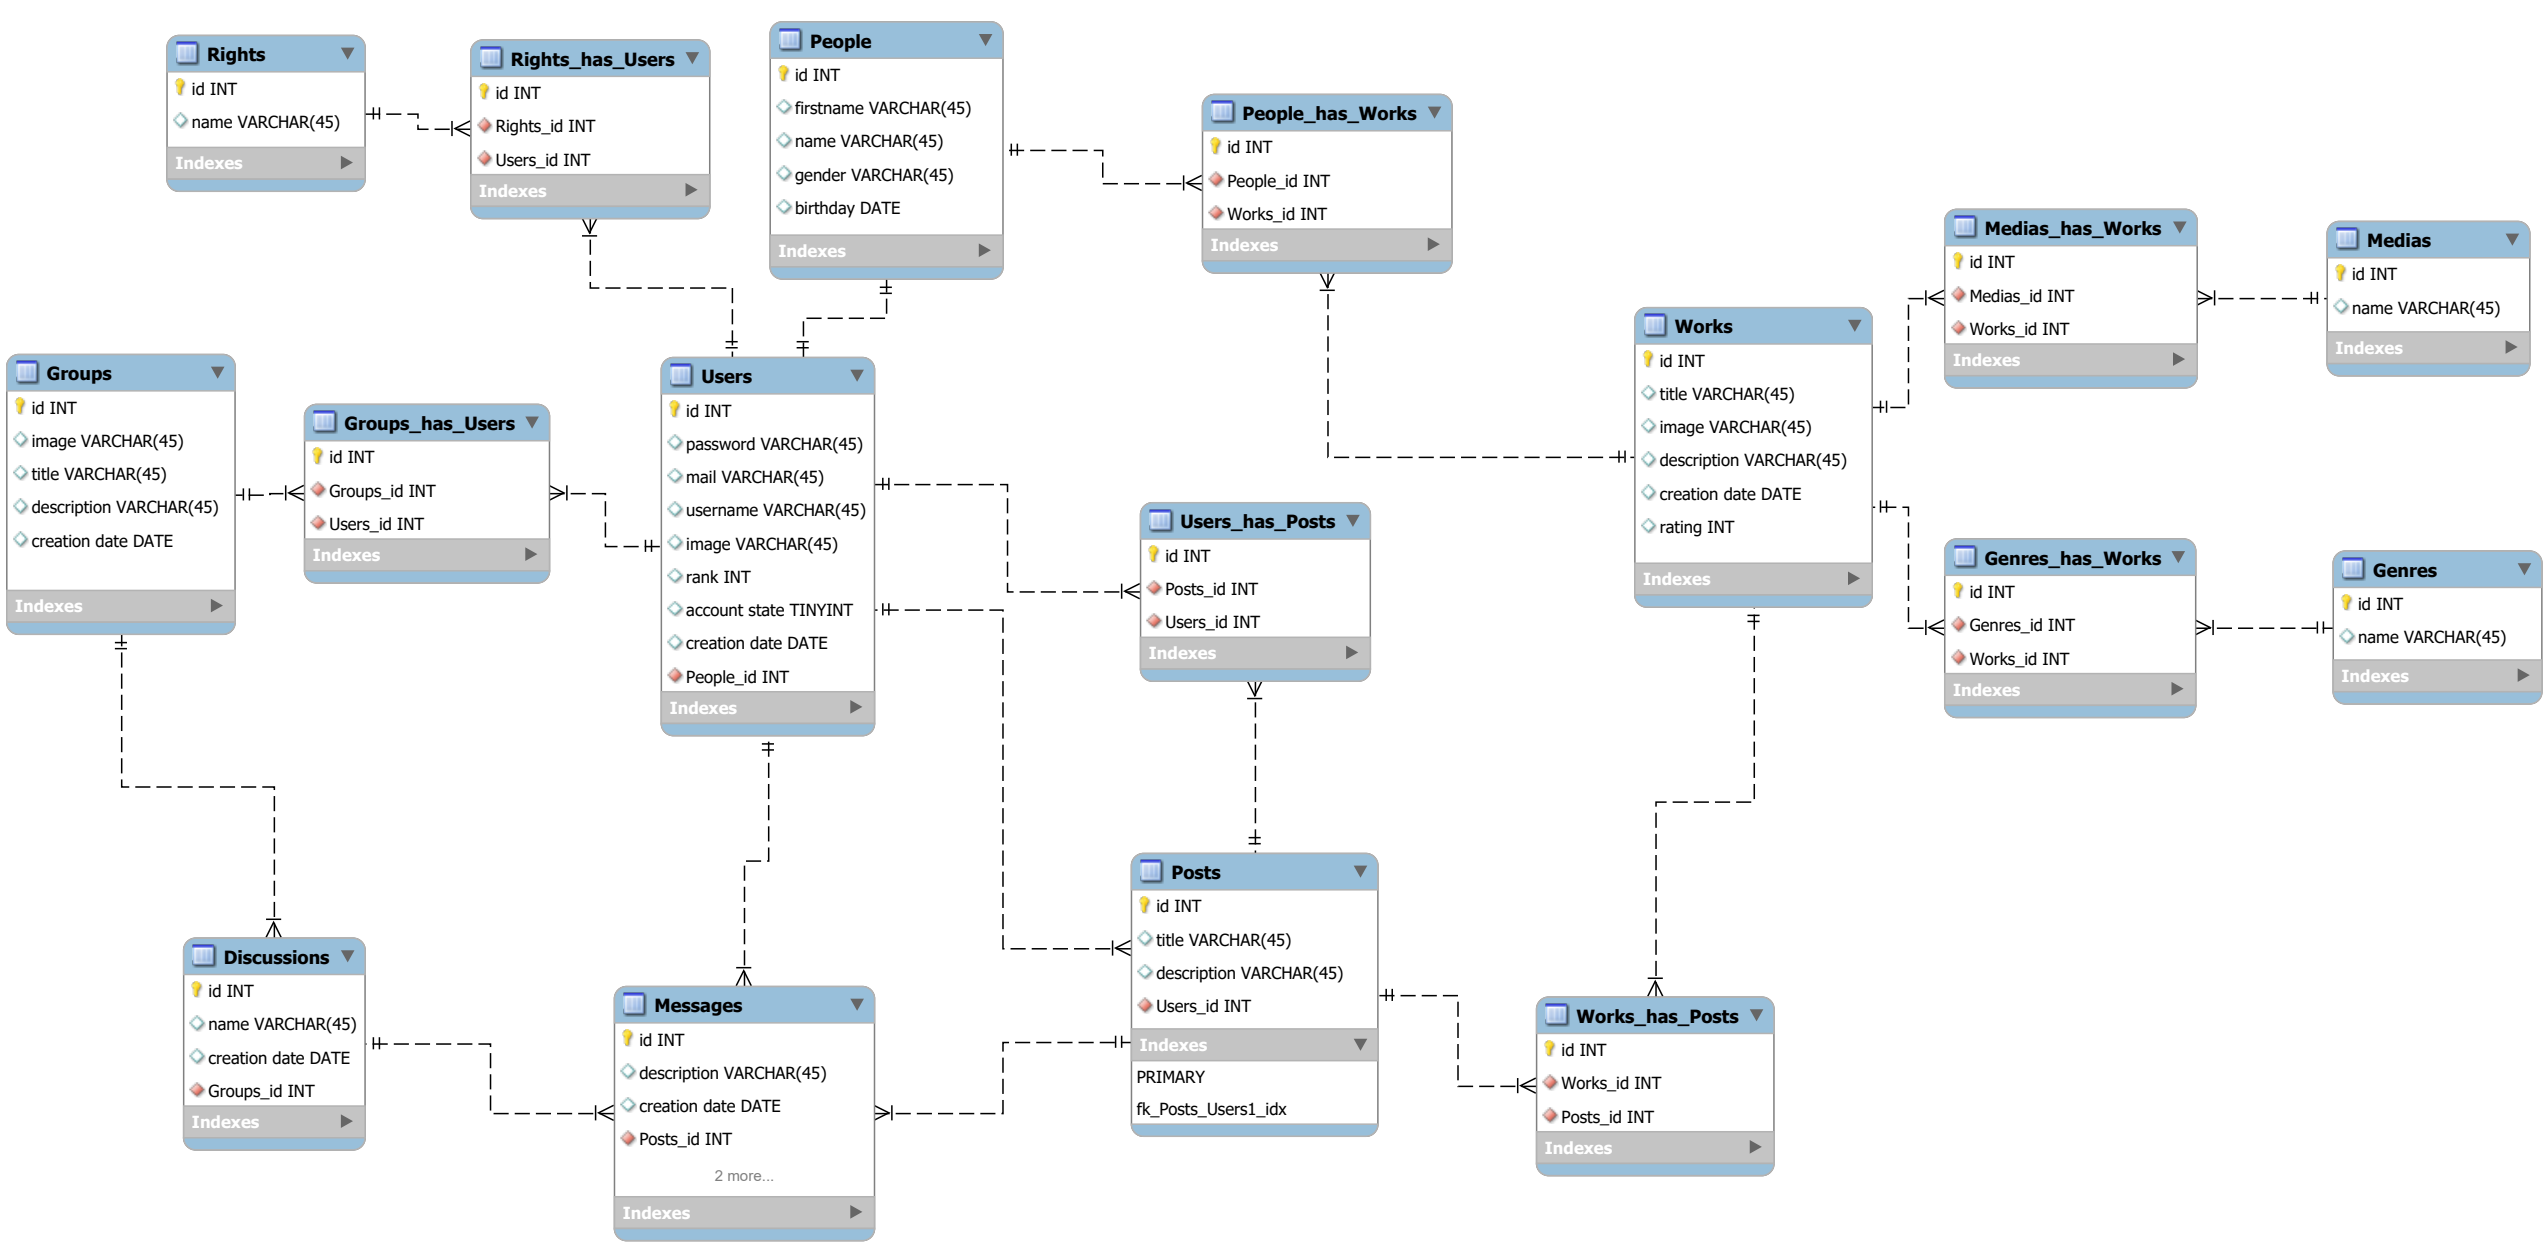 Rights
id INT
name VARCHAR(45)
Indexes
Rights_has_Users
id INT
Rights_id INT
Users_id INT
Indexes
People
id INT
firstname VARCHAR(45)
name VARCHAR(45)
gender VARCHAR(45)
birthday DATE
Indexes
People_has_Works
id INT
People_id INT
Works_id INT
Indexes
Medias_has_Works
id INT
Medias_id INT
Works_id INT
Indexes
Medias
id INT
name VARCHAR(45)
Indexes
Groups
id INT
image VARCHAR(45)
title VARCHAR(45)
description VARCHAR(45)
creation date DATE
Indexes
Groups_has_Users
id INT
Groups_id INT
Users_id INT
Indexes
Users
id INT
password VARCHAR(45)
mail VARCHAR(45)
username VARCHAR(45)
image VARCHAR(45)
rank INT
account state TINYINT
creation date DATE
People_id INT
Indexes
Users_has_Posts
id INT
Posts_id INT
Users_id INT
Indexes
Works
id INT
title VARCHAR(45)
image VARCHAR(45)
description VARCHAR(45)
creation date DATE
rating INT
Indexes
Genres_has_Works
id INT
Genres_id INT
Works_id INT
Indexes
Genres
id INT
name VARCHAR(45)
Indexes
Discussions
id INT
name VARCHAR(45)
creation date DATE
Groups_id INT
Indexes
Messages
id INT
description VARCHAR(45)
creation date DATE
Posts_id INT
2 more...
Indexes
Posts
id INT
title VARCHAR(45)
description VARCHAR(45)
Users_id INT
Indexes
PRIMARY
fk_Posts_Users1_idx
Works_has_Posts
id INT
Works_id INT
Posts_id INT
Indexes